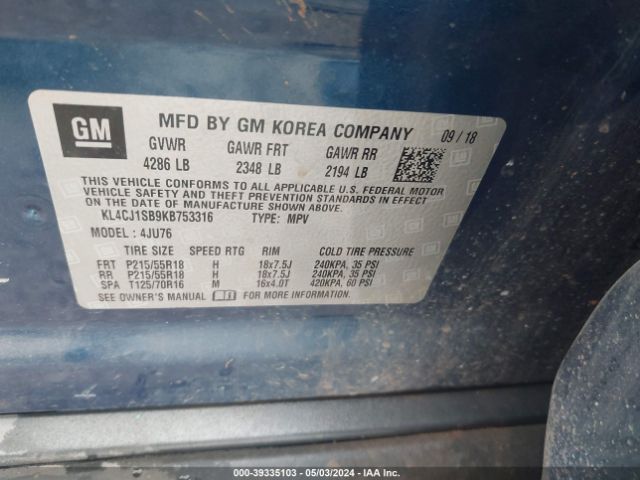 GM
MFD BY GM KOREA COMPANY 09 / 18
GVWR GAWR FRT GAWR RR
4286 LB 2348 LB 2194 LB
THIS VEHICLE CONFORMS TO ALL APPLICABLE U.S. FEDERAL MOTOR
VEHICLE SAFETY AND THEFT PREVENTION STANDARDS IN EFFECT
ON THE DATE OF MANUFACTURE SHOWN ABOVE.
KL4CJ1SB9KB753316 TYPE: MPV
MODEL : 4JU76
TIRE SIZE SPEED RTG RIM COLD TIRE PRESSURE
FRT P215/55R18 H 18x7.5J 240KPA, 35 PSI
RR P215/55R18 H 18x7.5J 240KPA, 35 PSI
SPA T125/70R16 M 16x4.0T 420KPA, 60 PSI
SEE OWNER'S MANUAL FOR MORE INFORMATION.
000-39335103 - 05/03/2024 - IAA Inc.